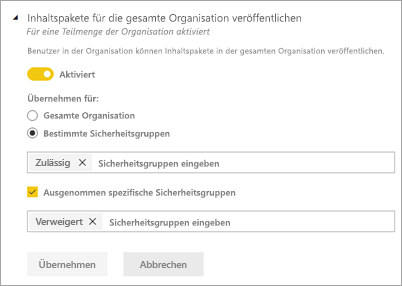 Inhaltspakete für die gesamte Organisation veröffentlichen
Für eine Teilmenge der Organisation aktiviert
Benutzer in der Organisation können Inhaltspakete in der gesamten Organisation veröffentlichen.
Aktiviert
Übernehmen für:
Gesamte Organisation
Bestimmte Sicherheitsgruppen
Zulässig ✕ Sicherheitsgruppen eingeben
Ausgenommen spezifische Sicherheitsgruppen
Verweigert ✕ Sicherheitsgruppen eingeben
Übernehmen Abbrechen